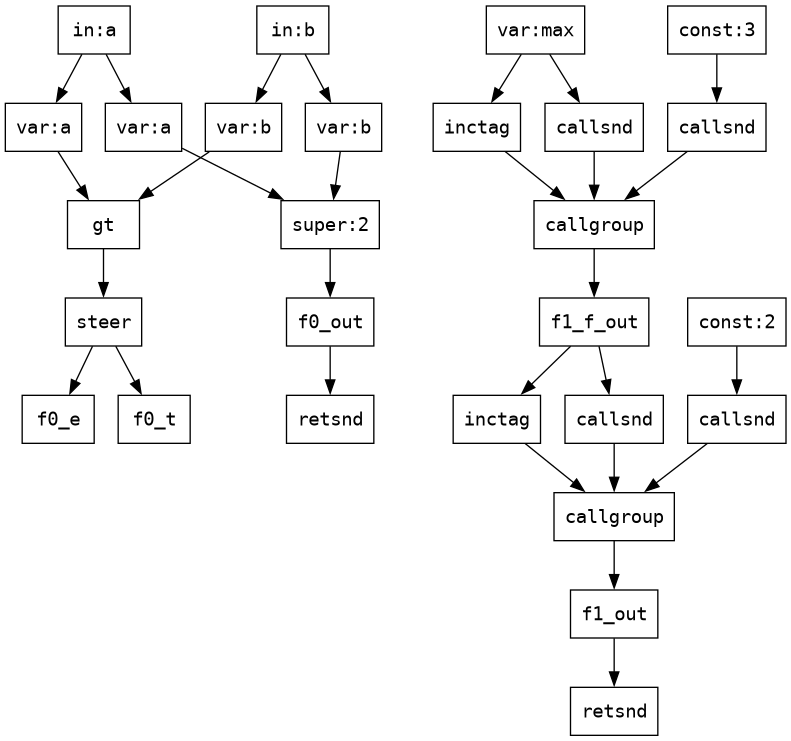 in:a
in:b
var:max
const:3
var:a
var:a
var:b
var:b
inctag
callsnd
callsnd
gt
super:2
callgroup
steer
f0_out
f1_f_out
const:2
f0_e
f0_t
retsnd
inctag
callsnd
callsnd
callgroup
f1_out
retsnd